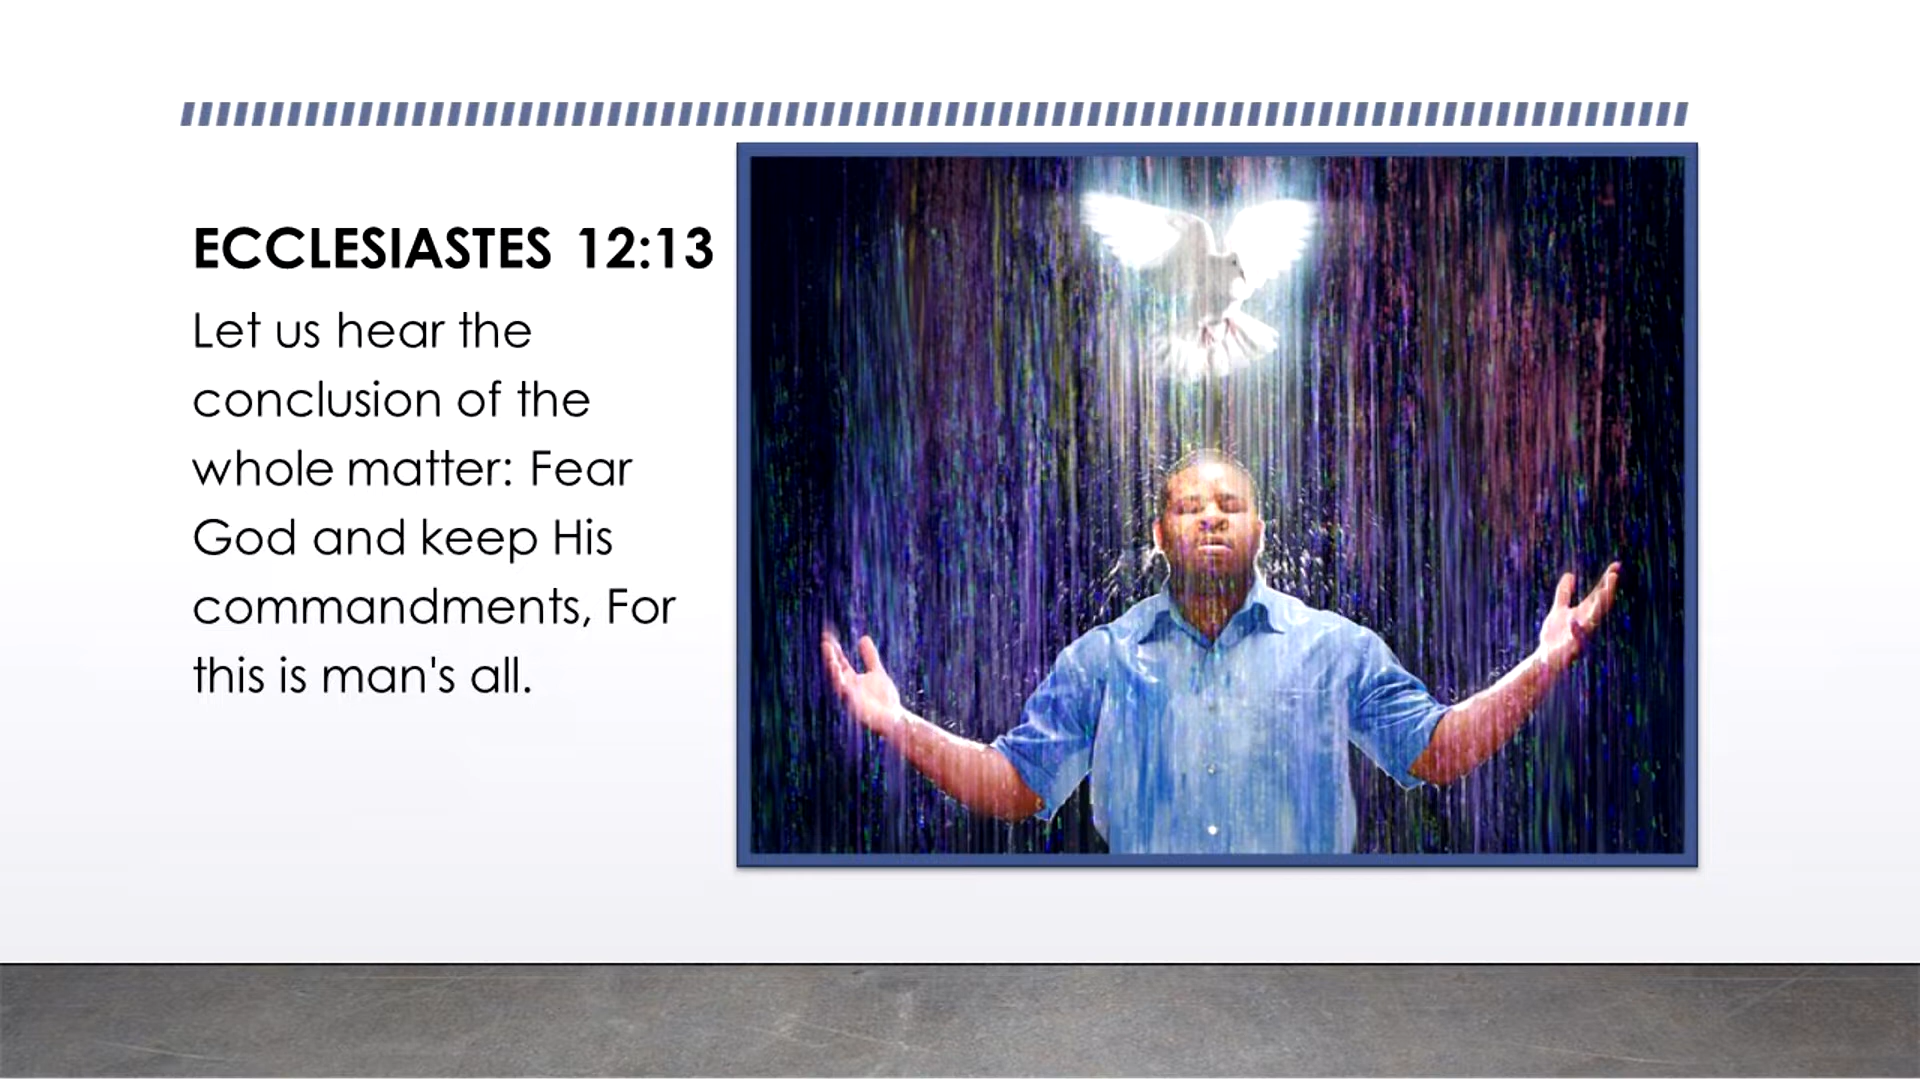 ECCLESIASTES 12:13
Let us hear the
conclusion of the
whole matter: Fear
God and keep His
commandments, For
this is man's all.